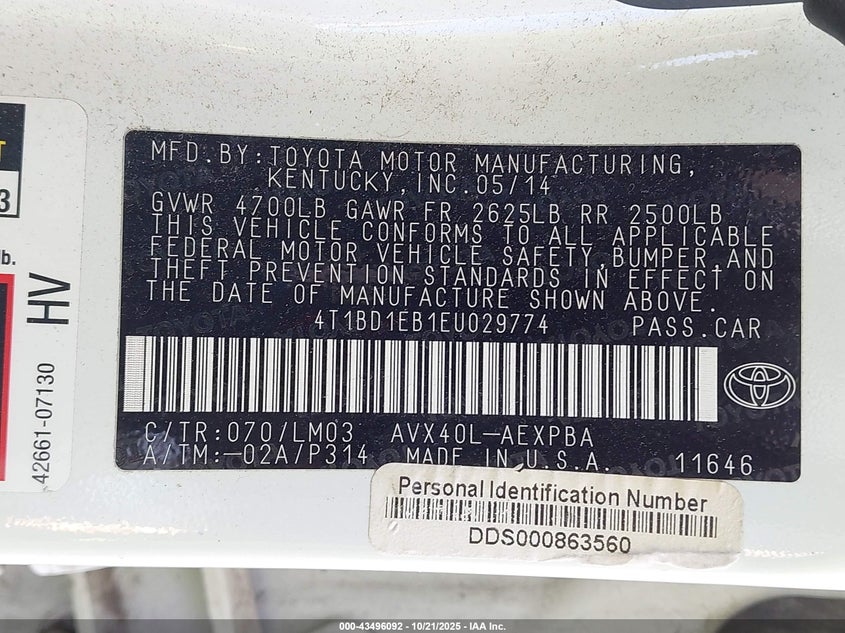 MFD. BY: TOYOTA MOTOR MANUFACTURING,
KENTUCKY, INC. 05/14
GVWR 4700LB GAWR FR 2625LB RR 2500LB
THIS VEHICLE CONFORMS TO ALL APPLICABLE
FEDERAL MOTOR VEHICLE SAFETY, BUMPER, AND
THEFT PREVENTION STANDARDS IN EFFECT ON
THE DATE OF MANUFACTURE SHOWN ABOVE.
4T1BD1EB1EU029774 PASS. CAR
C/TR: 070/LM03 AVX40L-AEXPBA
A/TM: -02A/P314 MADE IN U.S.A. 11646
3
lb.
HV
42661-07130
Personal Identification Number
DDS000863560
000-43496092 - 10/21/2025 - IAA Inc.